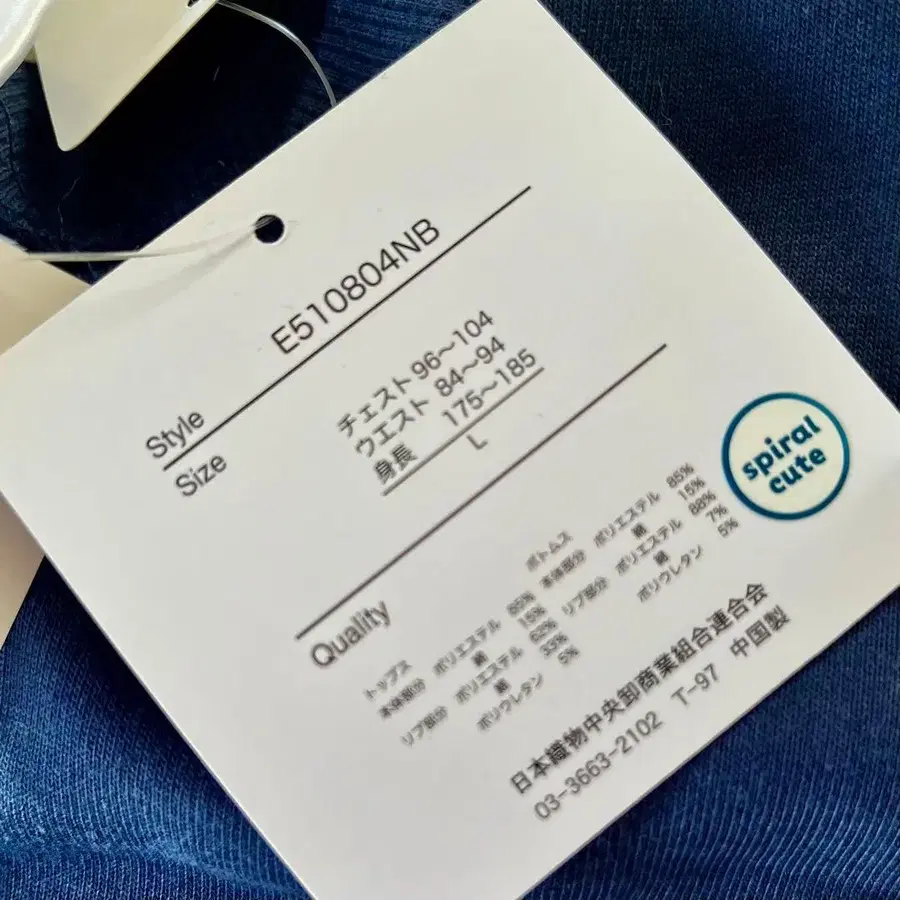 Style E510804NB
Size
チェスト 96〜104
ウエスト 84〜94
身長 175〜185
L
spiral
cute
Quality
トップス
本体部分 ポリエステル 85%
綿 15%
リブ部分 ポリエステル 62%
綿 33%
ポリウレタン 5%
ボトムス
本体部分 ポリエステル 85%
綿 15%
リブ部分 ポリエステル 88%
綿 7%
ポリウレタン 5%
日本織物中央卸商業組合連合会
03-3663-2102 T-97 中国製